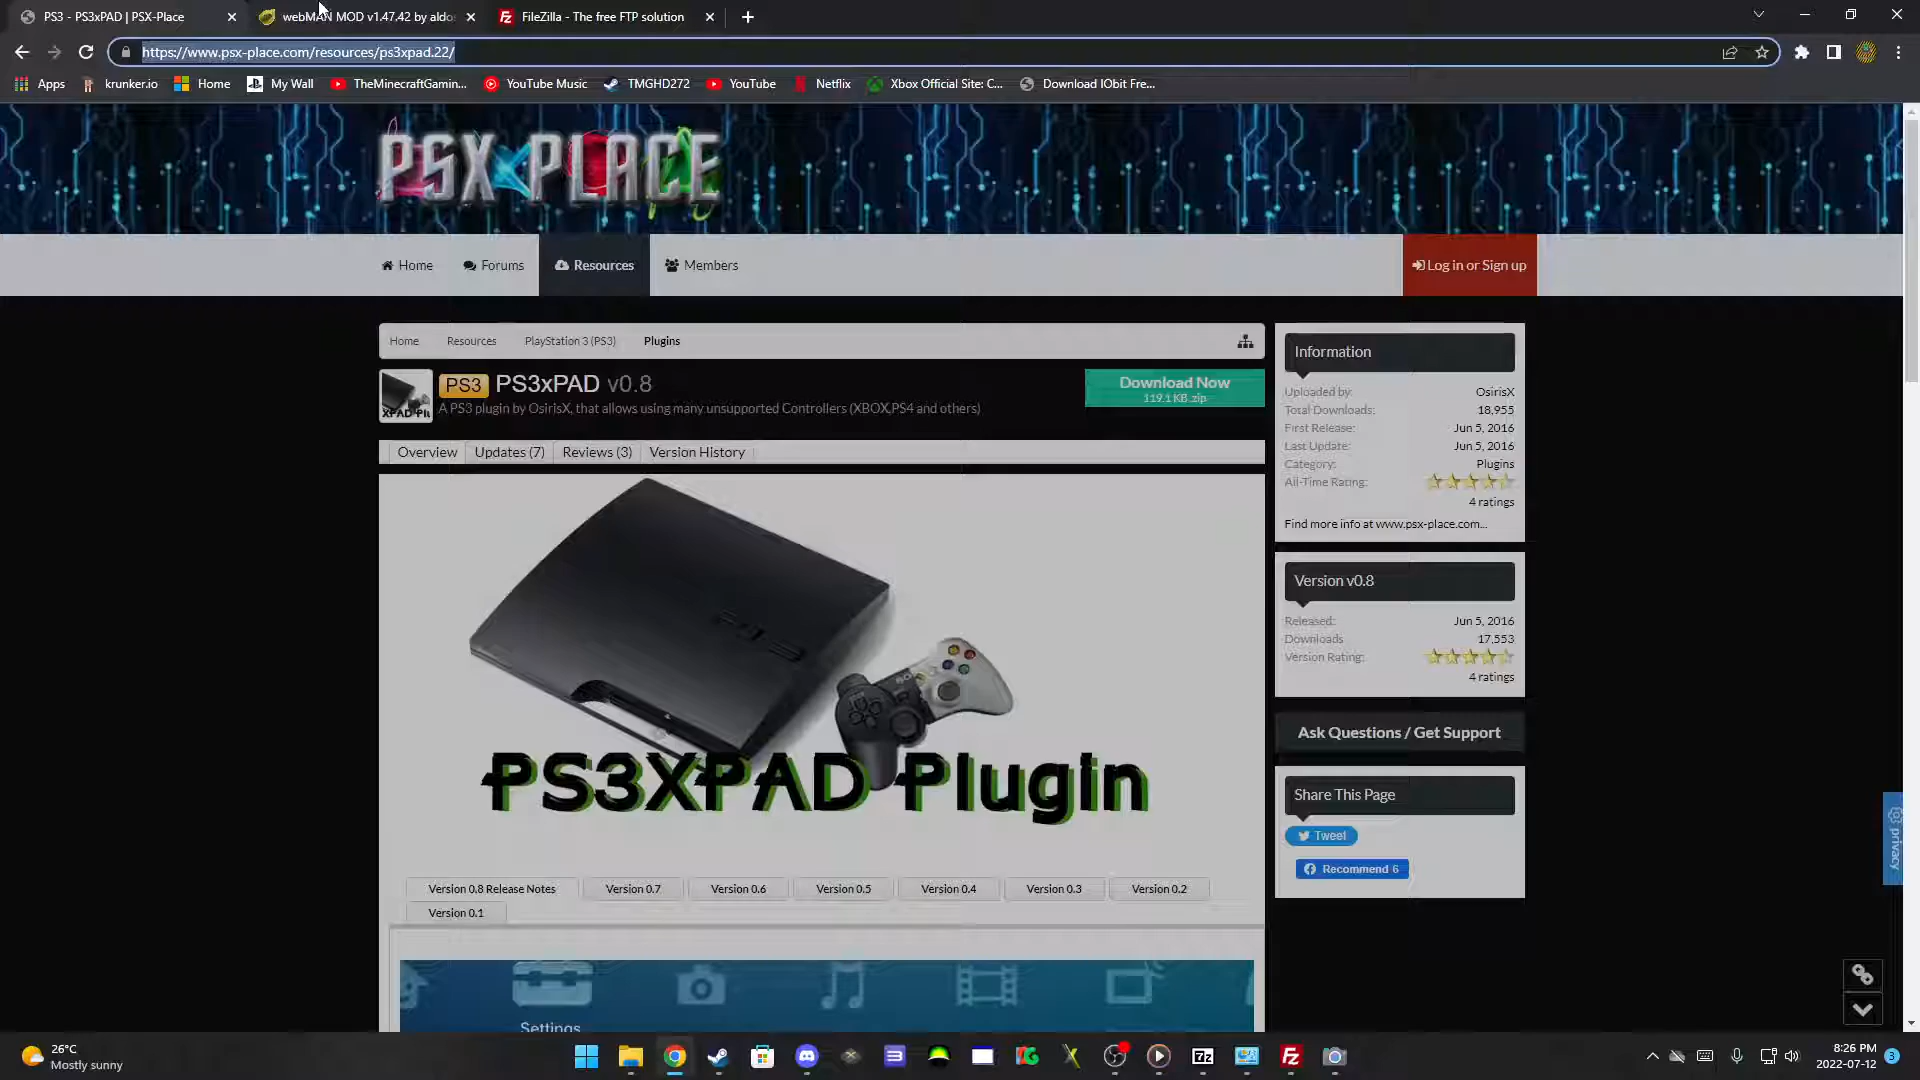 PS3 - PS3xPAD | PSX-Place
webMAN MOD v1.47.42 by aldos
FileZilla - The free FTP solution
https://www.psx-place.com/resources/ps3xpad.22/
Apps
krunker.io
Home
My Wall
TheMinecraftGamin...
YouTube Music
TMGHD272
YouTube
Netflix
Xbox Official Site: C...
Download IObit Fre...
PSX PLACE
Home
Forums
Resources
Members
Log in or Sign up
Home
Resources
PlayStation 3 (PS3)
Plugins
PS3 PS3xPAD v0.8
A PS3 plugin by OsirisX, that allows using many unsupported Controllers (XBOX,PS4 and others)
Download Now
119.1 KB .zip
Overview
Updates (7)
Reviews (3)
Version History
PS3XPAD Plugin
Version 0.8 Release Notes
Version 0.7
Version 0.6
Version 0.5
Version 0.4
Version 0.3
Version 0.2
Version 0.1
Settings
Information
Uploaded by: OsirisX
Total Downloads: 18,955
First Release: Jun 5, 2016
Last Update: Jun 5, 2016
Category: Plugins
All-Time Rating:
4 ratings
Find more info at www.psx-place.com...
Version v0.8
Released: Jun 5, 2016
Downloads: 17,553
Version Rating:
4 ratings
Ask Questions / Get Support
Share This Page
Tweet
Recommend 6
privacy
26°C
Mostly sunny
8:26 PM
2022-07-12
3